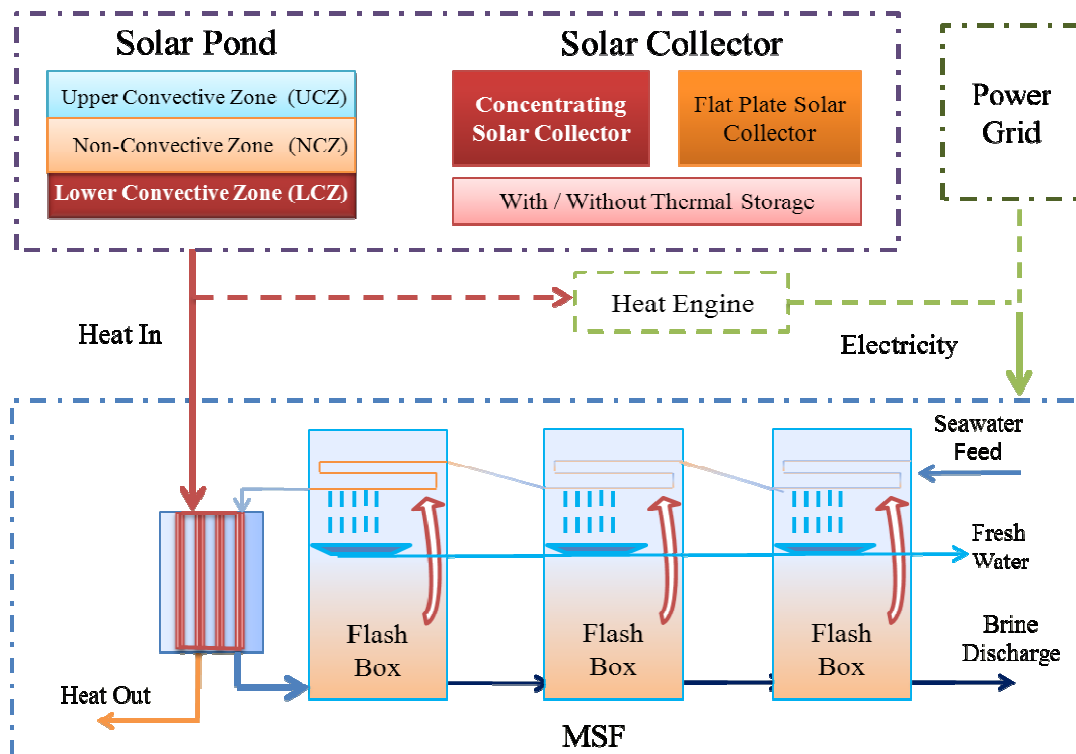 Solar Pond
Upper Convective Zone (UCZ)
Non-Convective Zone (NCZ)
Lower Convective Zone (LCZ)
Solar Collector
Concentrating
Solar Collector
Flat Plate Solar
Collector
With / Without Thermal Storage
Power
Grid
Heat In
Heat Engine
Electricity
Seawater
Feed
Fresh
Water
Flash
Box
Flash
Box
Flash
Box
Brine
Discharge
Heat Out
MSF